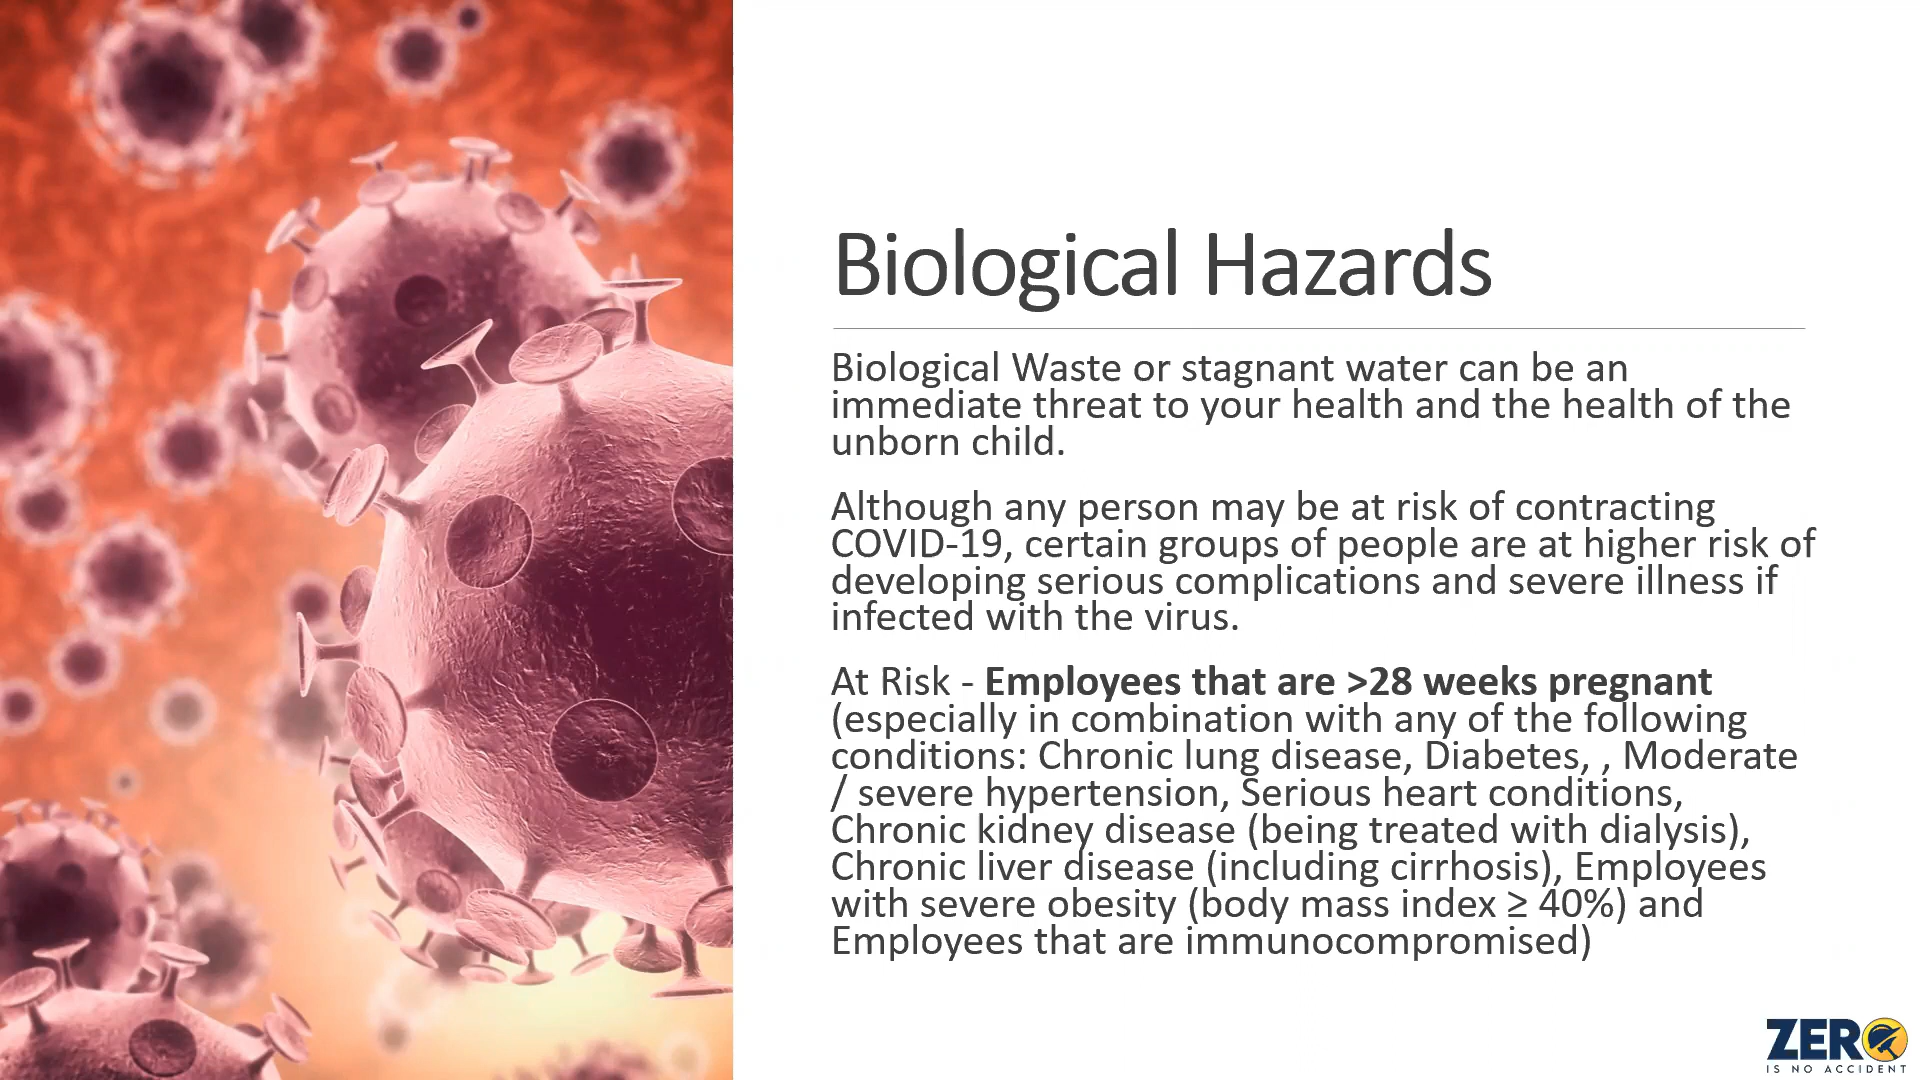 Biological Hazards
Biological Waste or stagnant water can be an
immediate threat to your health and the health of the
unborn child.
Although any person may be at risk of contracting
COVID-19, certain groups of people are at higher risk of
developing serious complications and severe illness if
infected with the virus.
At Risk - Employees that are >28 weeks pregnant
(especially in combination with any of the following
conditions: Chronic lung disease, Diabetes, , Moderate
/ severe hypertension, Serious heart conditions,
Chronic kidney disease (being treated with dialysis),
Chronic liver disease (including cirrhosis), Employees
with severe obesity (body mass index ≥ 40%) and
Employees that are immunocompromised)
ZERO
IS NO ACCIDENT